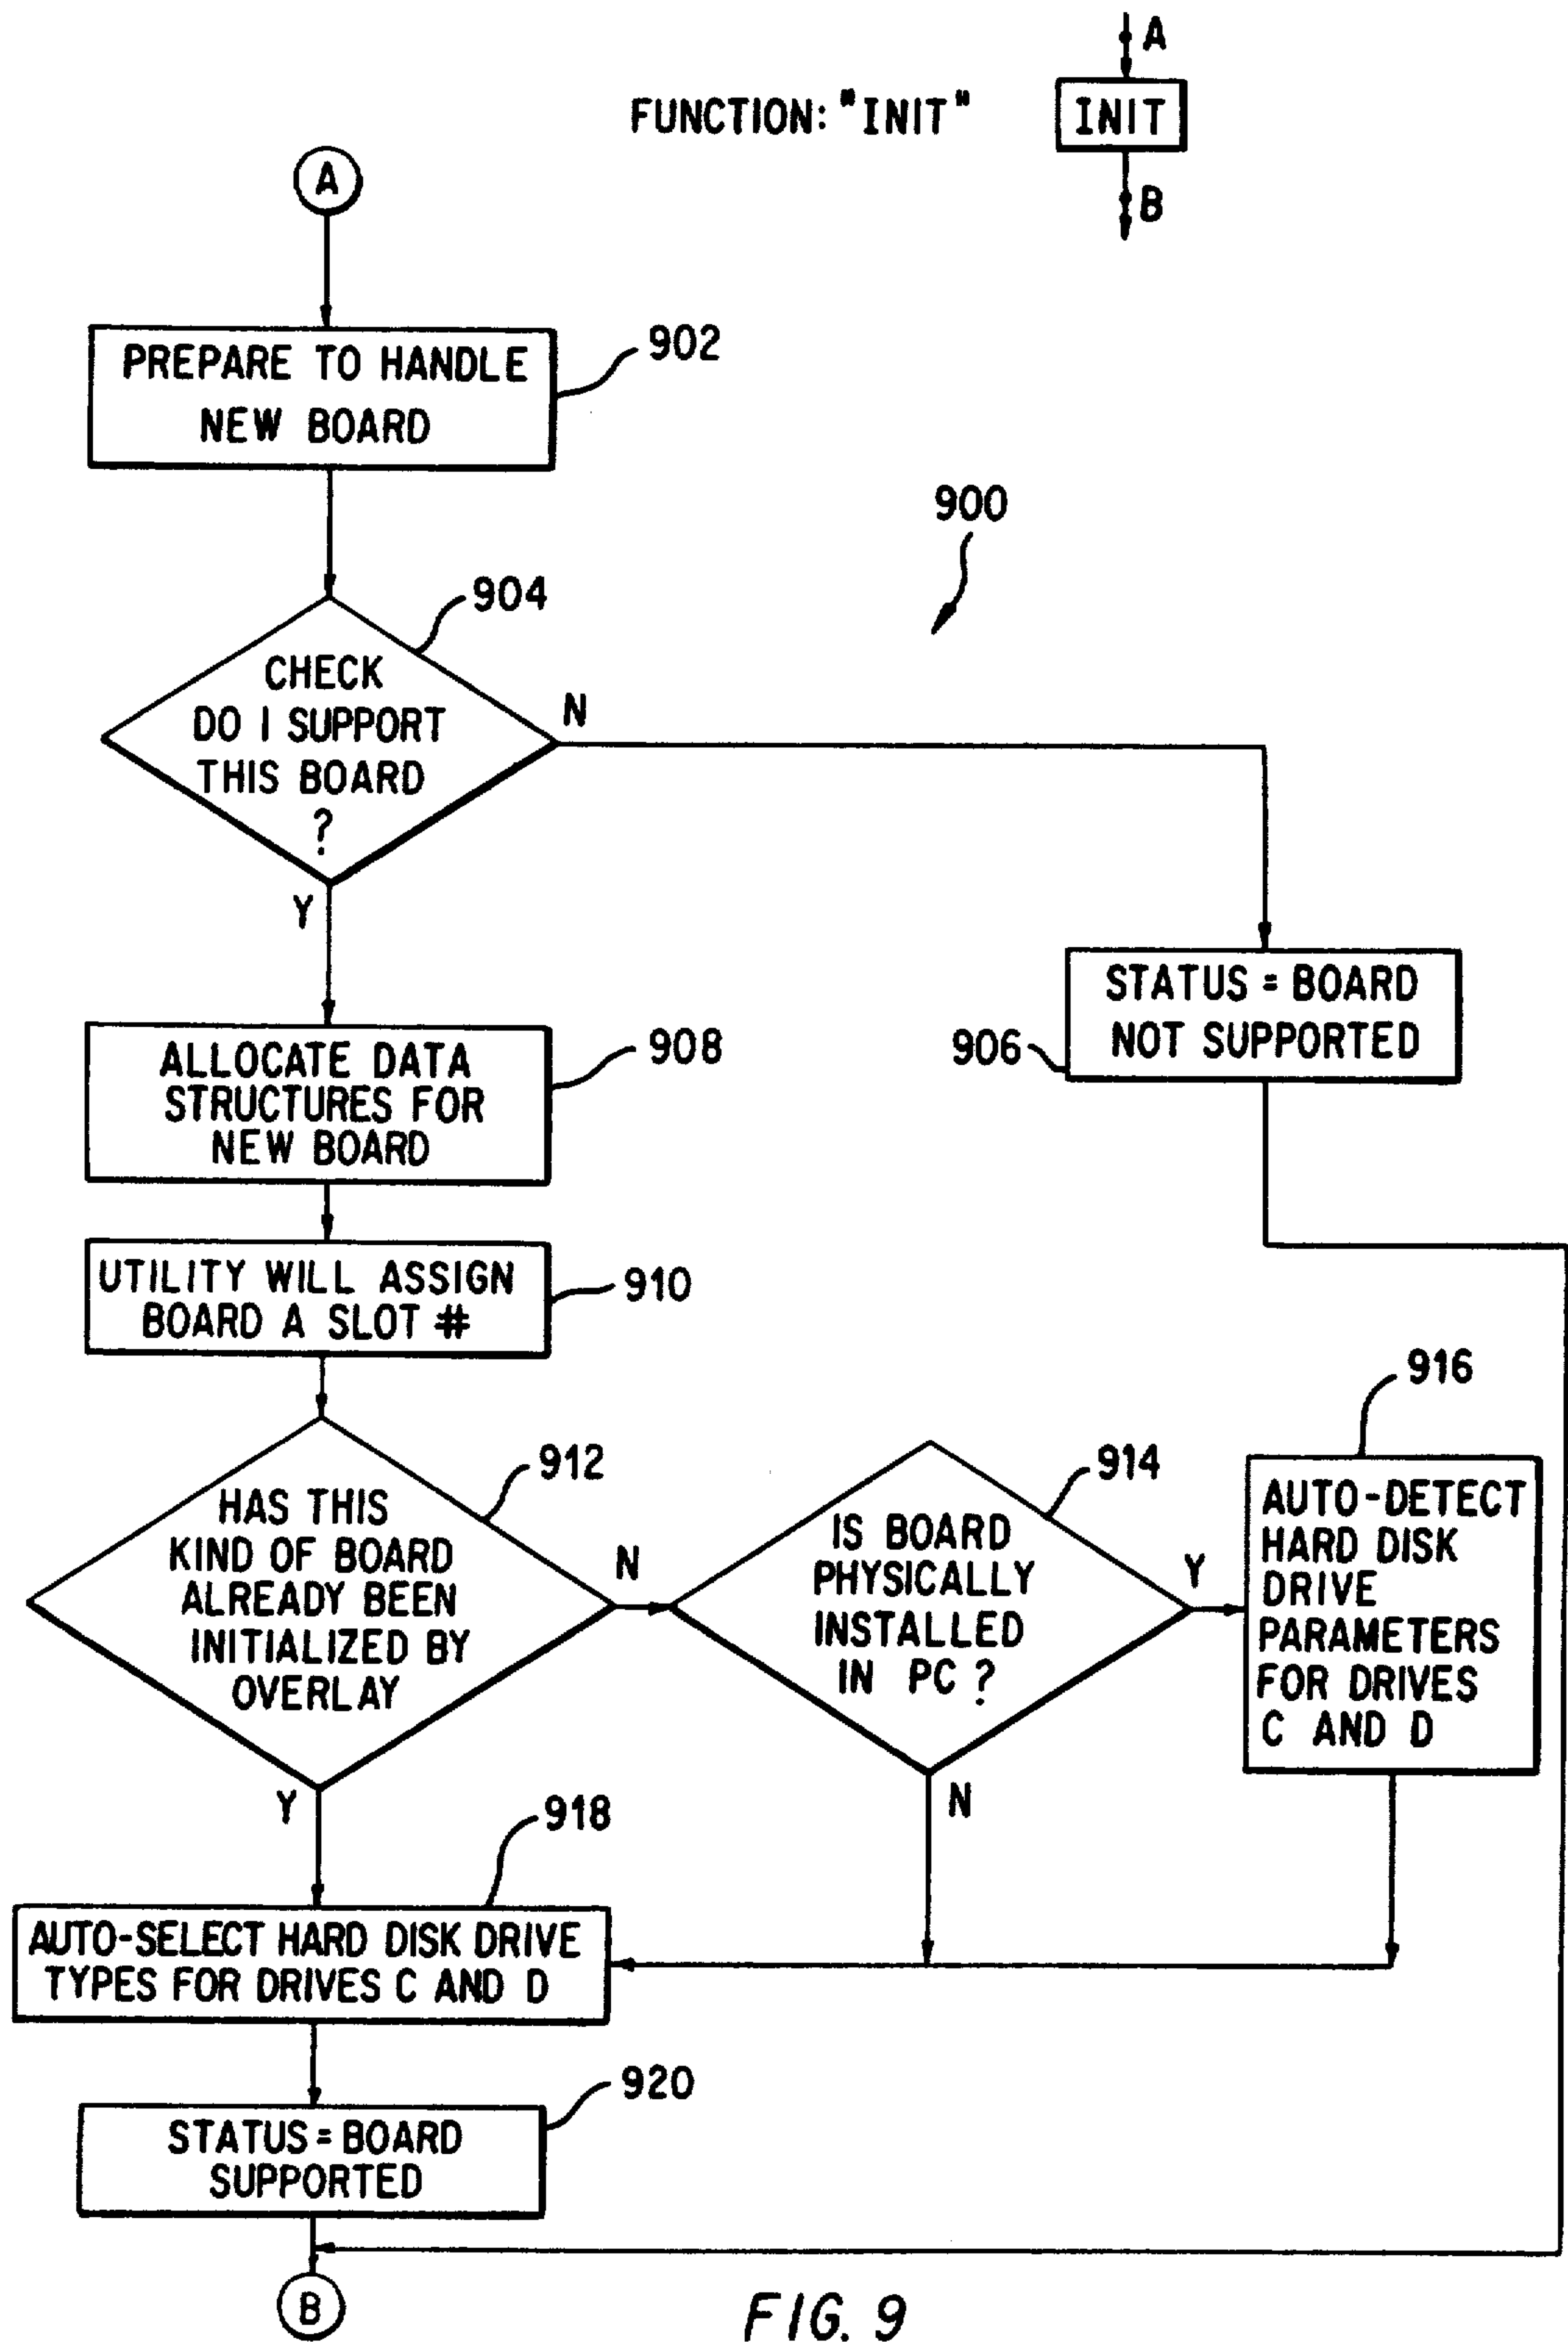 A
FUNCTION: "INIT"
INIT
B
A
PREPARE TO HANDLE
NEW BOARD
902
900
904
CHECK
DO I SUPPORT
THIS BOARD
?
N
Y
STATUS = BOARD
NOT SUPPORTED
906
ALLOCATE DATA
STRUCTURES FOR
NEW BOARD
908
UTILITY WILL ASSIGN
BOARD A SLOT #
910
HAS THIS
KIND OF BOARD
ALREADY BEEN
INITIALIZED BY
OVERLAY
912
N
Y
IS BOARD
PHYSICALLY
INSTALLED
IN PC ?
914
Y
N
916
AUTO-DETECT
HARD DISK
DRIVE
PARAMETERS
FOR DRIVES
C AND D
918
AUTO-SELECT HARD DISK DRIVE
TYPES FOR DRIVES C AND D
920
STATUS = BOARD
SUPPORTED
B
FIG. 9